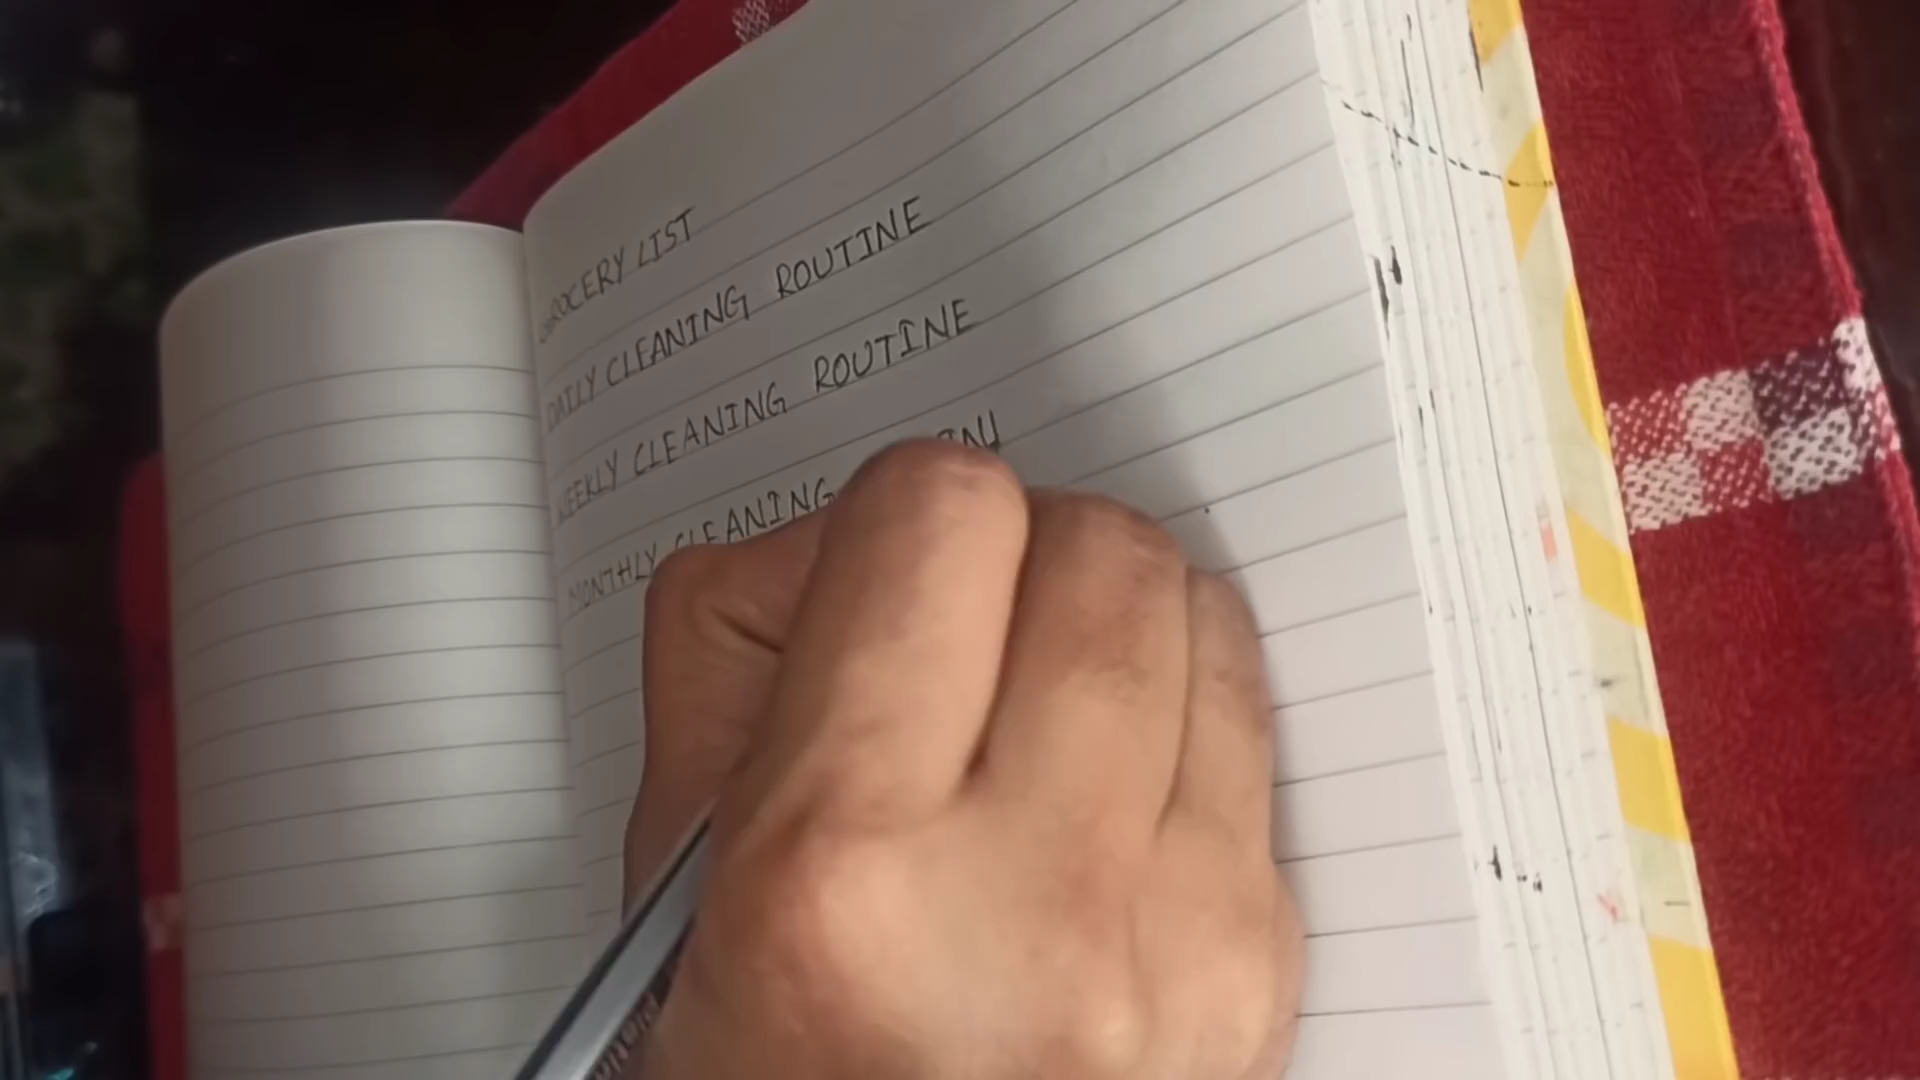 GROCERY LIST
DAILY CLEANING ROUTINE
WEEKLY CLEANING ROUTINE
MONTHLY CLEANING